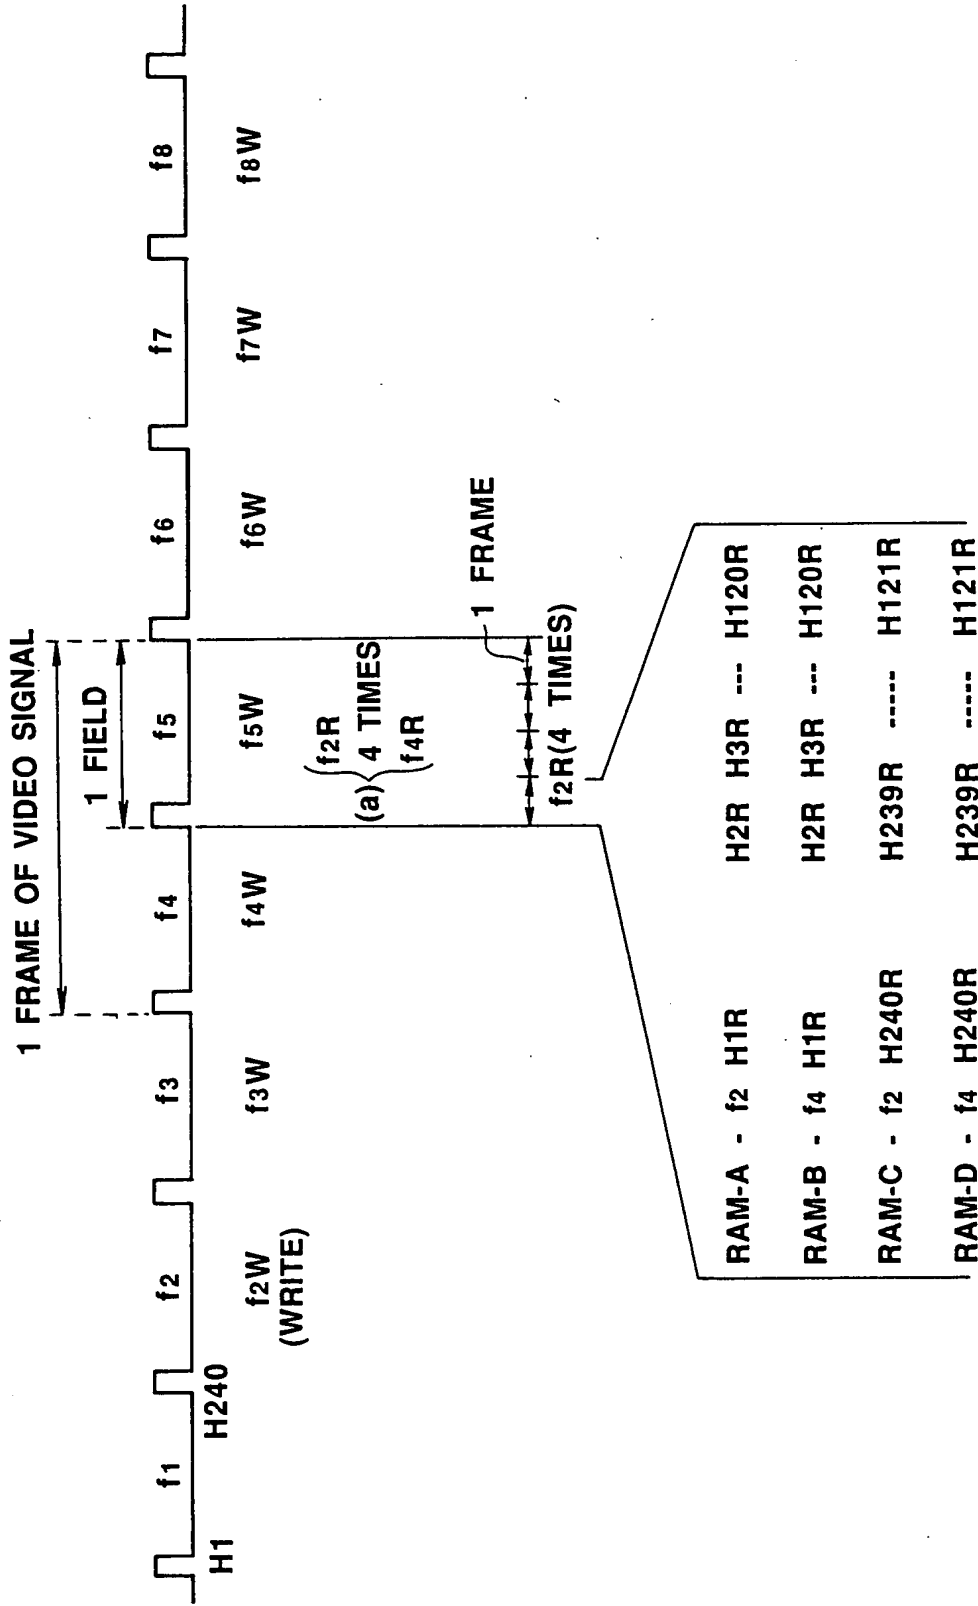 1 FRAME OF VIDEO SIGNAL
1 FIELD
f1 f2 f3 f4 f5 f6 f7 f8
H1 H240
f2W f3W f4W f5W f6W f7W f8W
(WRITE)
f2R
(a) 4 TIMES
f4R
1 FRAME
f2R(4 TIMES)
RAM-A - f2 H1R H2R H3R --- H120R
RAM-B - f4 H1R H2R H3R --- H120R
RAM-C - f2 H240R H239R ----- H121R
RAM-D - f4 H240R H239R ----- H121R